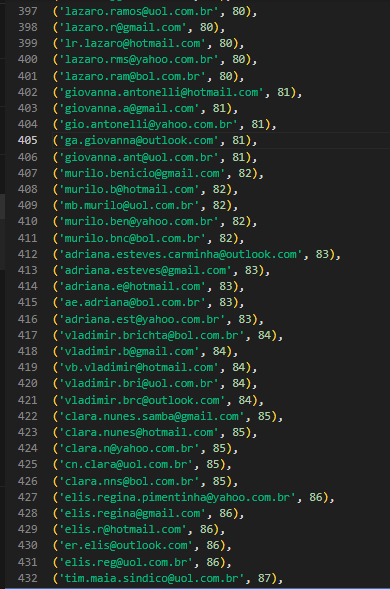 397 ('lazaro.ramos@uol.com.br', 80),
398 ('lazaro.r@gmail.com', 80),
399 ('lr.lazaro@hotmail.com', 80),
400 ('lazaro.rms@yahoo.com.br', 80),
401 ('lazaro.ram@bol.com.br', 80),
402 ('giovanna.antonelli@hotmail.com', 81),
403 ('giovanna.a@gmail.com', 81),
404 ('gio.antonelli@yahoo.com.br', 81),
405 ('ga.giovanna@outlook.com', 81),
406 ('giovanna.ant@uol.com.br', 81),
407 ('murilo.benicio@gmail.com', 82),
408 ('murilo.b@hotmail.com', 82),
409 ('mb.murilo@uol.com.br', 82),
410 ('murilo.ben@yahoo.com.br', 82),
411 ('murilo.bnc@bol.com.br', 82),
412 ('adriana.esteves.carminha@outlook.com', 83),
413 ('adriana.esteves@gmail.com', 83),
414 ('adriana.e@hotmail.com', 83),
415 ('ae.adriana@bol.com.br', 83),
416 ('adriana.est@yahoo.com.br', 83),
417 ('vladimir.brichta@bol.com.br', 84),
418 ('vladimir.b@gmail.com', 84),
419 ('vb.vladimir@hotmail.com', 84),
420 ('vladimir.bri@uol.com.br', 84),
421 ('vladimir.brc@outlook.com', 84),
422 ('clara.nunes.samba@gmail.com', 85),
423 ('clara.nunes@hotmail.com', 85),
424 ('clara.n@yahoo.com.br', 85),
425 ('cn.clara@uol.com.br', 85),
426 ('clara.nns@bol.com.br', 85),
427 ('elis.regina.pimentinha@yahoo.com.br', 86),
428 ('elis.regina@gmail.com', 86),
429 ('elis.r@hotmail.com', 86),
430 ('er.elis@outlook.com', 86),
431 ('elis.reg@uol.com.br', 86),
432 ('tim.maia.sindico@uol.com.br', 87),